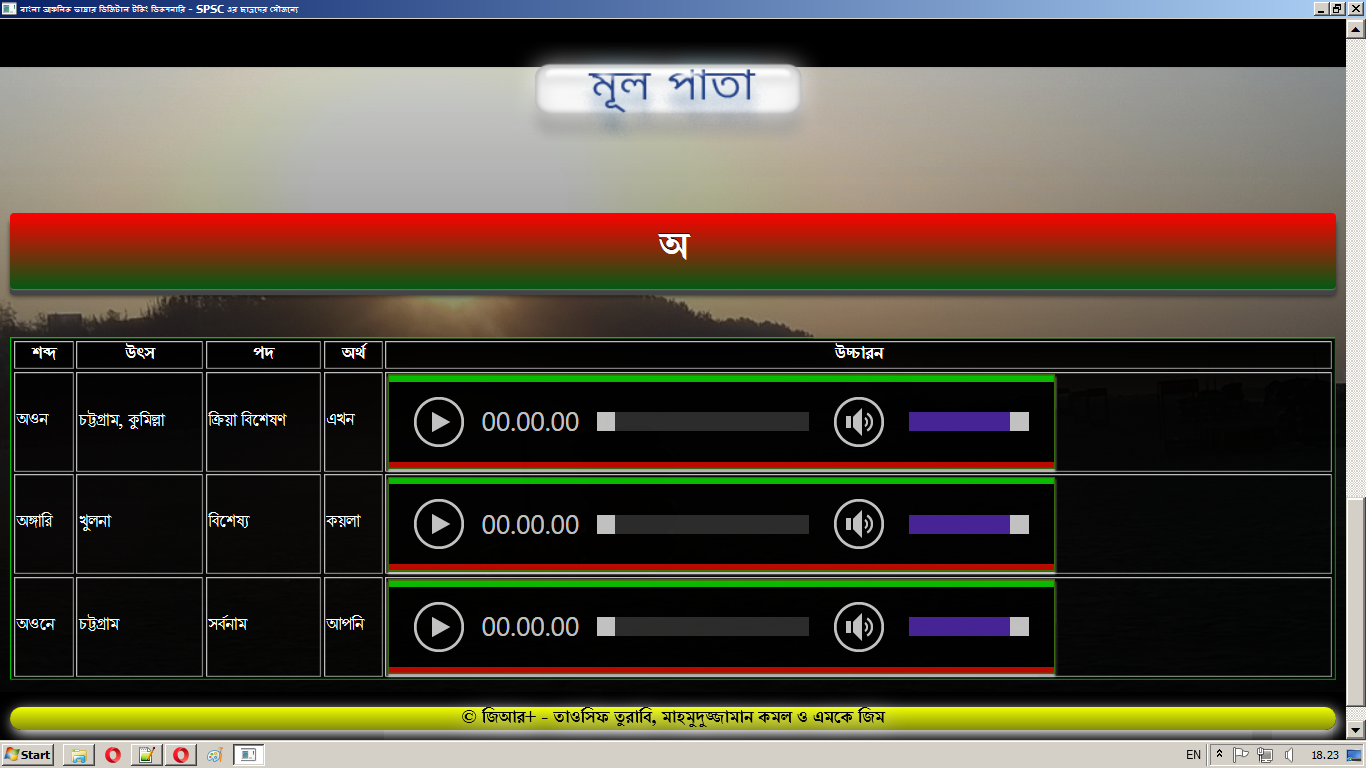 বাংলা আঞ্চলিক ভাষার ডিজিটাল টকিং ডিকশনারি - SPSC এর ছাত্রদের সৌজন্যে
মূল পাতা
অ
শব্দ উৎস পদ অর্থ উচ্চারন
অওন চট্টগ্রাম, কুমিল্লা ক্রিয়া বিশেষণ এখন 00.00.00
অঙ্গারি খুলনা বিশেষ্য কয়লা 00.00.00
অওনে চট্টগ্রাম সর্বনাম আপনি 00.00.00
© জিআর+ - তাওসিফ তুরাবি, মাহমুদুজ্জামান কমল ও এমকে জিম
Start EN 18.23